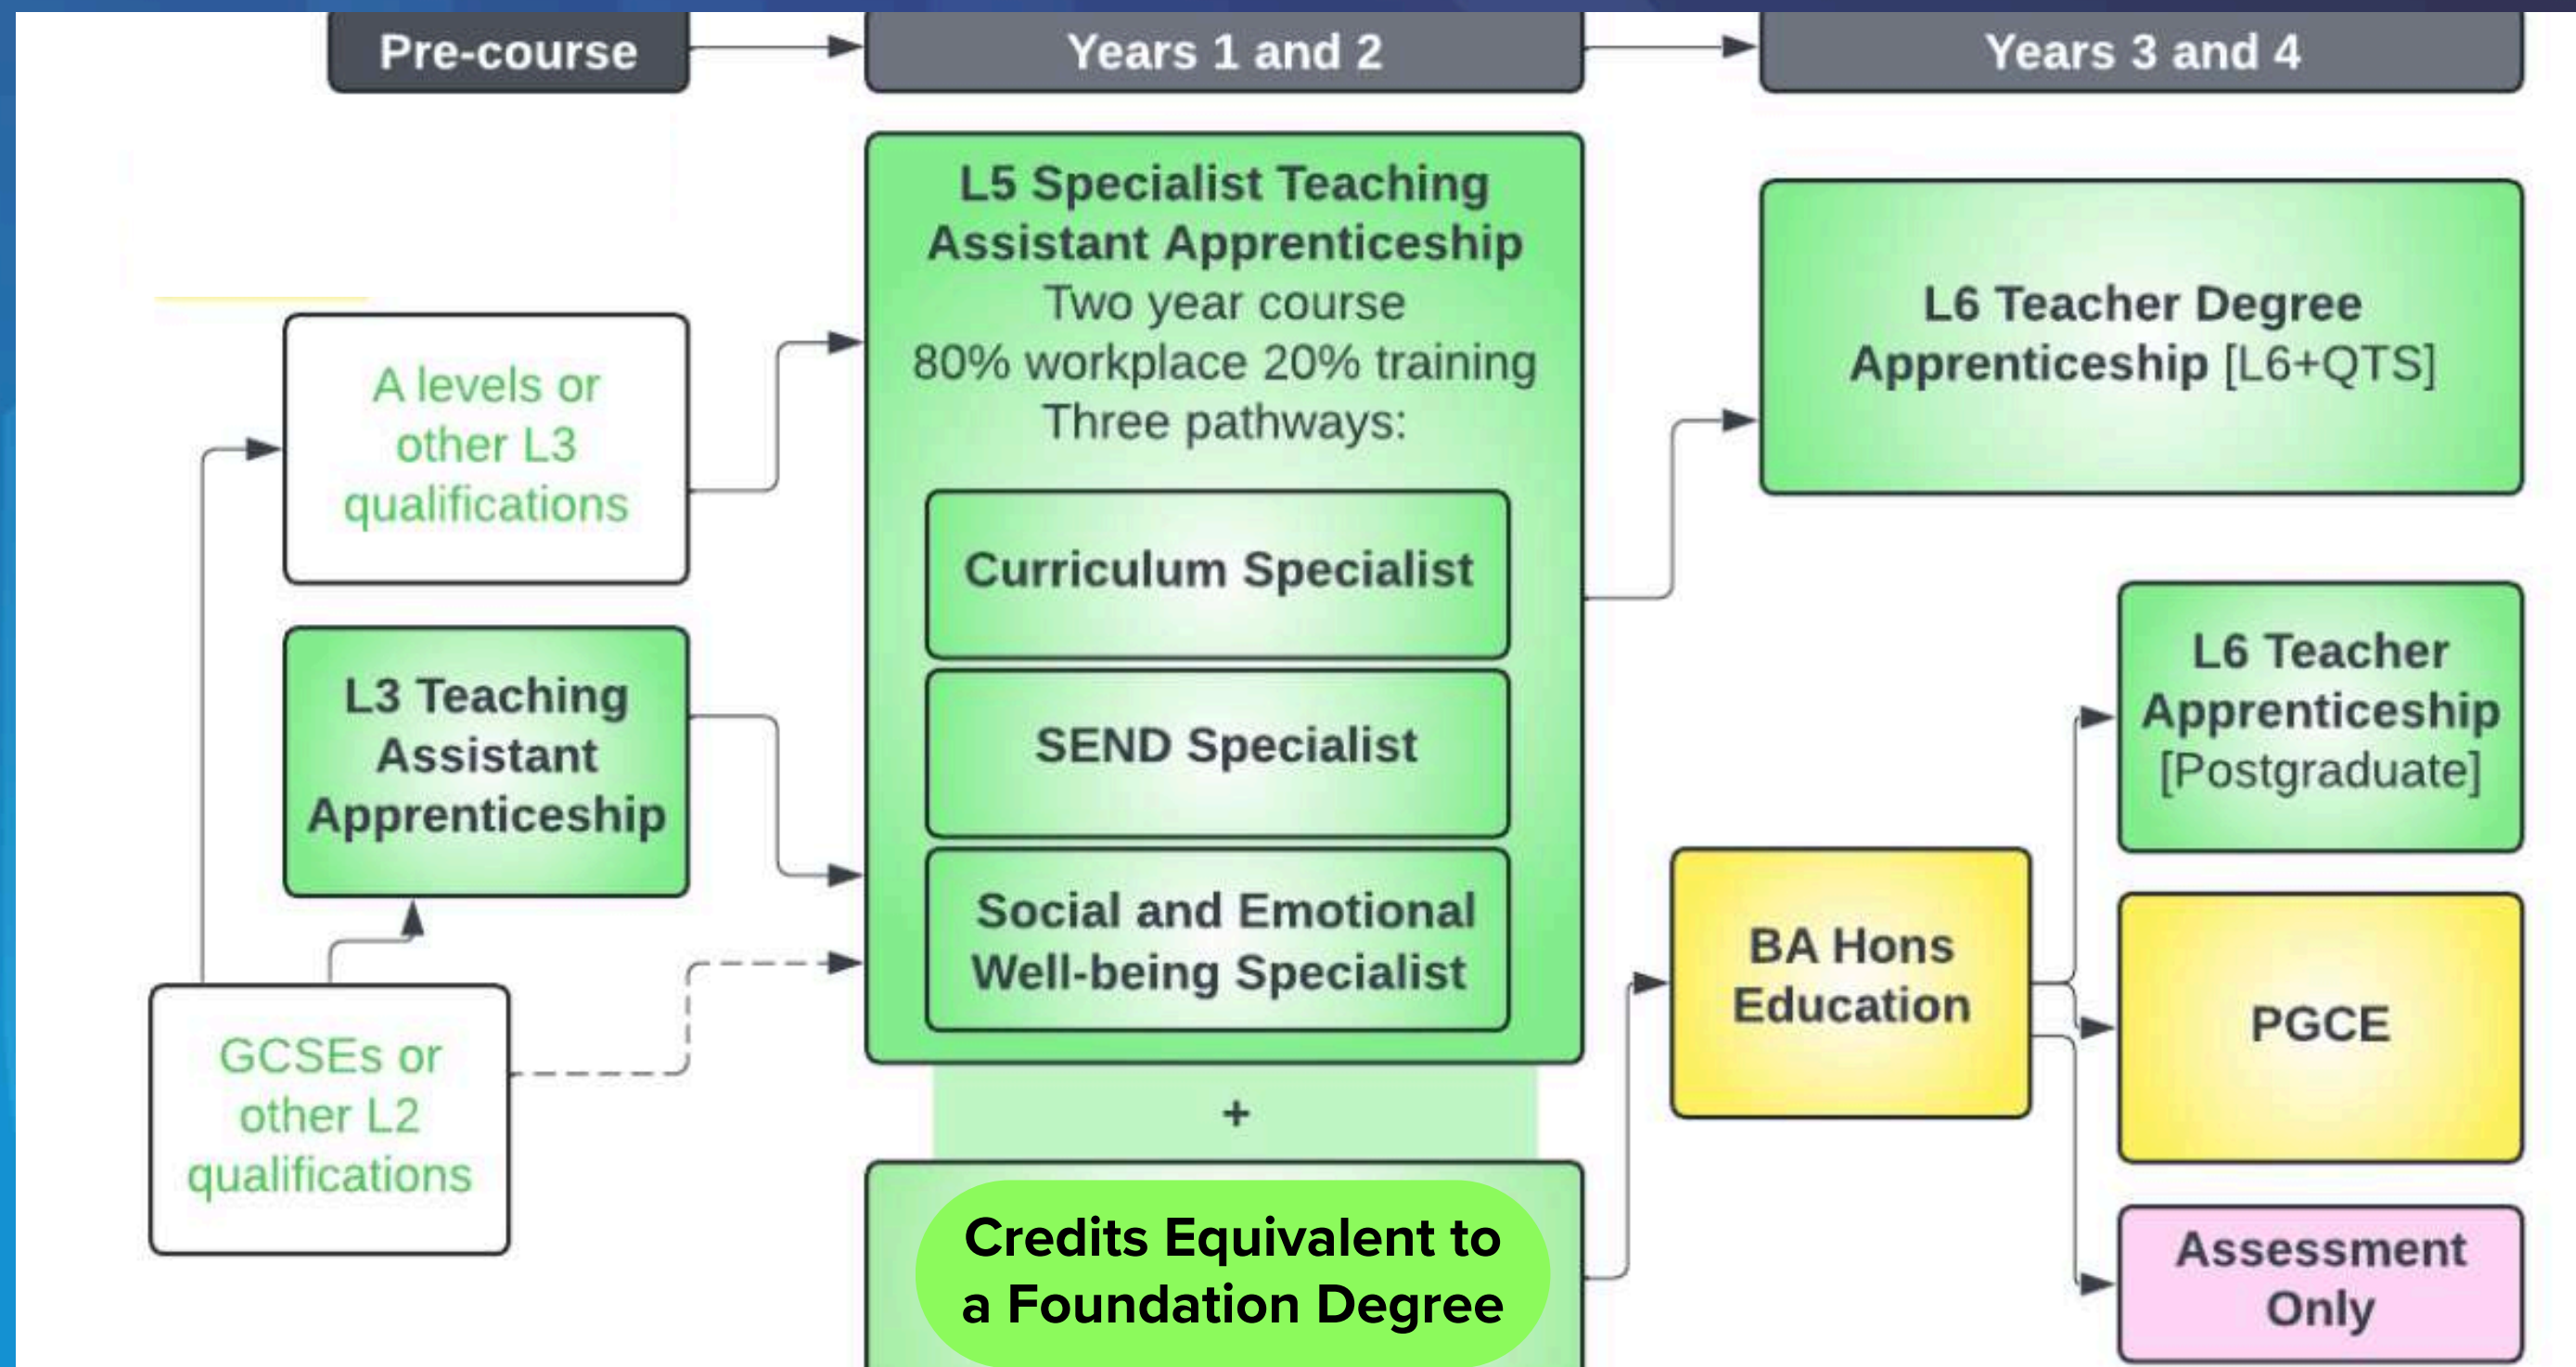 Pre-course
Years 1 and 2
Years 3 and 4
A levels or
other L3
qualifications
L3 Teaching
Assistant
Apprenticeship
GCSEs or
other L2
qualifications
L5 Specialist Teaching
Assistant Apprenticeship
Two year course
80% workplace 20% training
Three pathways:
Curriculum Specialist
SEND Specialist
Social and Emotional
Well-being Specialist
+
Credits Equivalent to
a Foundation Degree
L6 Teacher Degree
Apprenticeship [L6+QTS]
BA Hons
Education
L6 Teacher
Apprenticeship
[Postgraduate]
PGCE
Assessment
Only